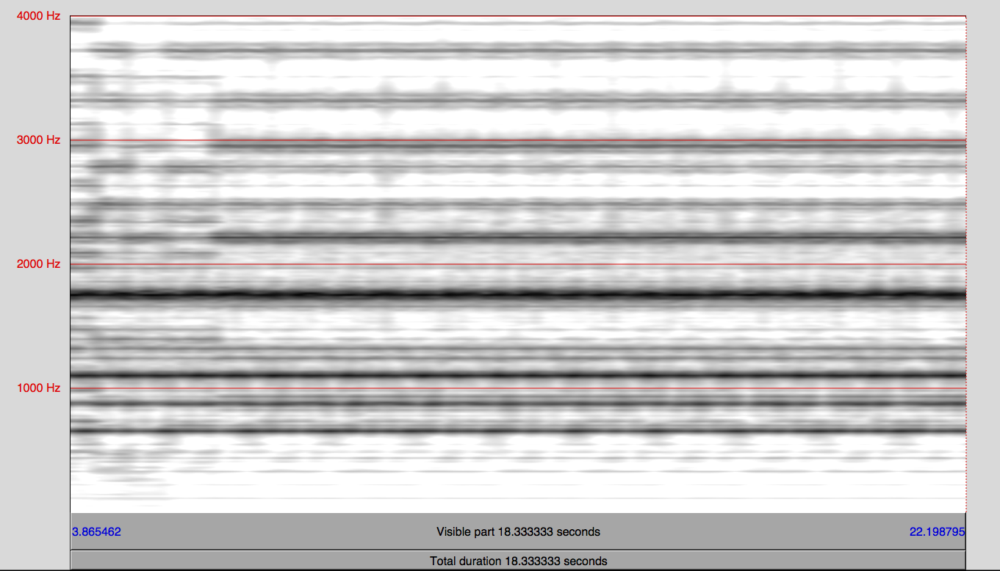 4000 Hz
3000 Hz
2000 Hz
1000 Hz
3.865462 Visible part 18.333333 seconds 22.198795
Total duration 18.333333 seconds